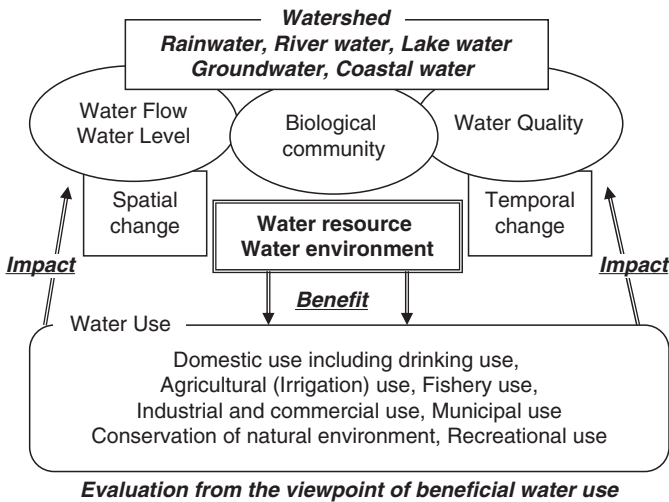 Watershed
Rainwater, River water, Lake water
Groundwater, Coastal water
Water Flow
Water Level
Biological
community
Water Quality
Spatial
change
Temporal
change
Water resource
Water environment
Impact
Impact
Benefit
Water Use
Domestic use including drinking use,
Agricultural (Irrigation) use, Fishery use,
Industrial and commercial use, Municipal use
Conservation of natural environment, Recreational use
Evaluation from the viewpoint of beneficial water use